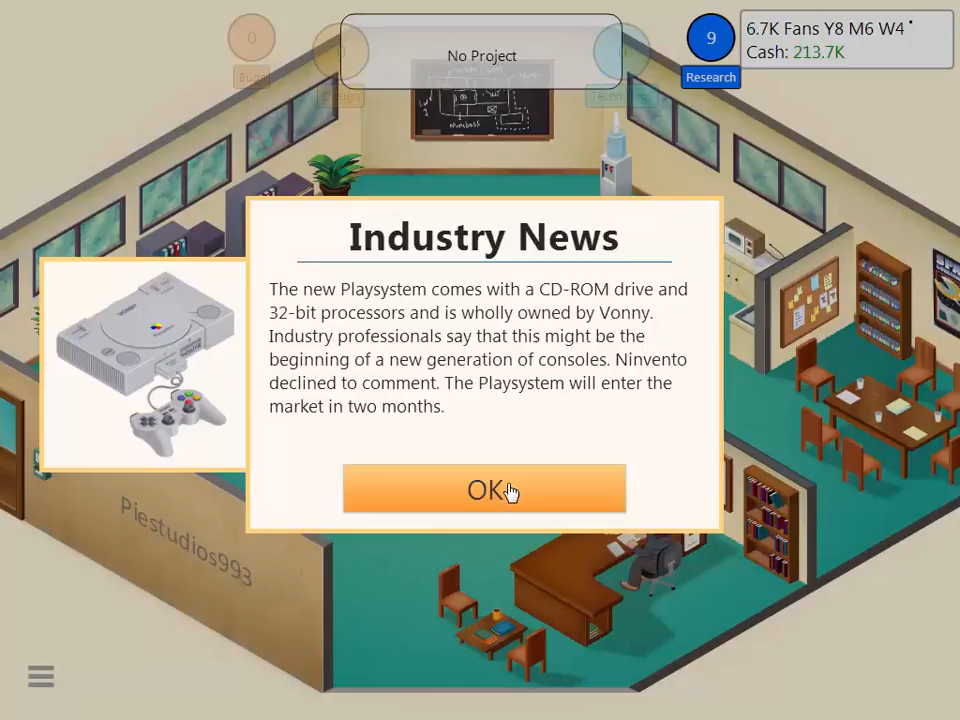 0
Bugs
No Project
9
Research
6.7K Fans Y8 M6 W4
Cash: 213.7K
Industry News
The new Playsystem comes with a CD-ROM drive and
32-bit processors and is wholly owned by Vonny.
Industry professionals say that this might be the
beginning of a new generation of consoles. Ninvento
declined to comment. The Playsystem will enter the
market in two months.
OK
Piestudios993